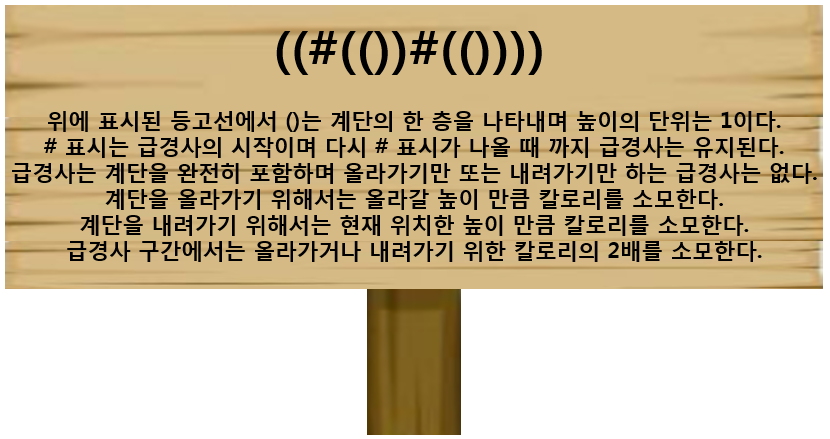 ((#(())#(())))
위에 표시된 등고선에서 ()는 계단의 한 층을 나타내며 높이의 단위는 1이다.
# 표시는 급경사의 시작이며 다시 # 표시가 나올 때 까지 급경사는 유지된다.
급경사는 계단을 완전히 포함하며 올라가기만 또는 내려가기만 하는 급경사는 없다.
계단을 올라가기 위해서는 올라갈 높이 만큼 칼로리를 소모한다.
계단을 내려가기 위해서는 현재 위치한 높이 만큼 칼로리를 소모한다.
급경사 구간에서는 올라가거나 내려가기 위한 칼로리의 2배를 소모한다.